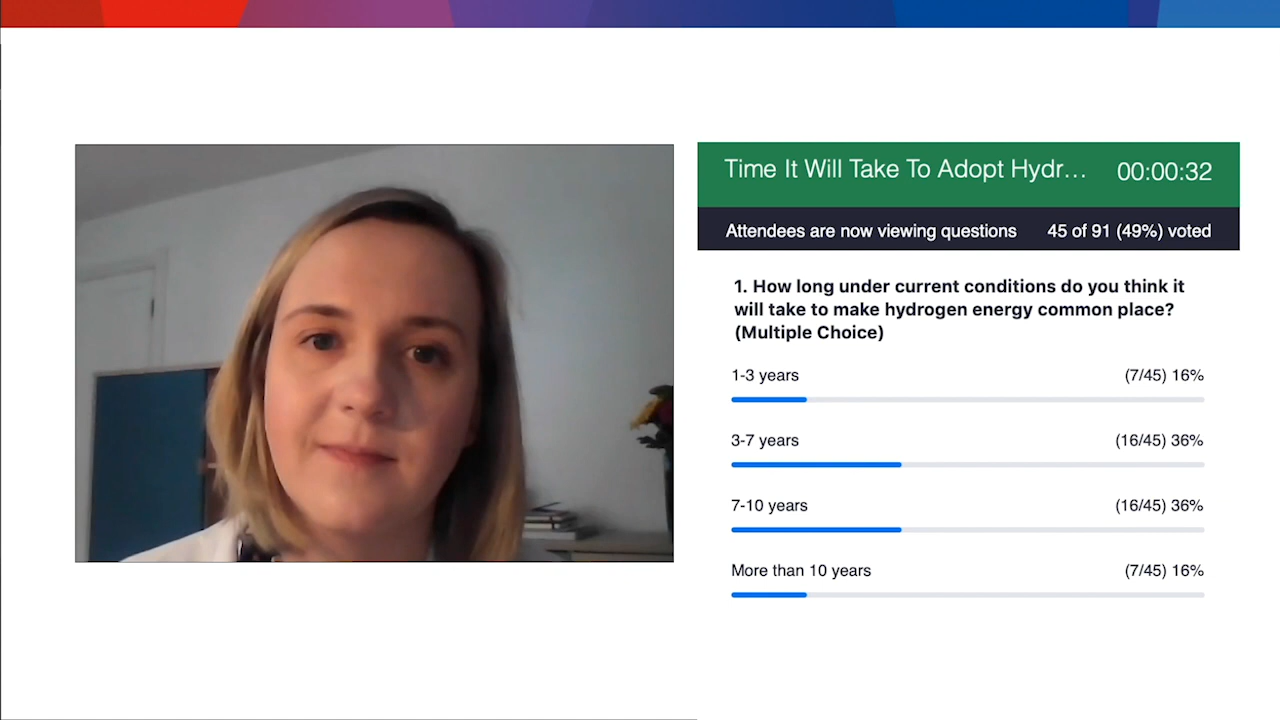 Time It Will Take To Adopt Hydr... 00:00:32
Attendees are now viewing questions 45 of 91 (49%) voted
1. How long under current conditions do you think it
will take to make hydrogen energy common place?
(Multiple Choice)
1-3 years (7/45) 16%
3-7 years (16/45) 36%
7-10 years (16/45) 36%
More than 10 years (7/45) 16%